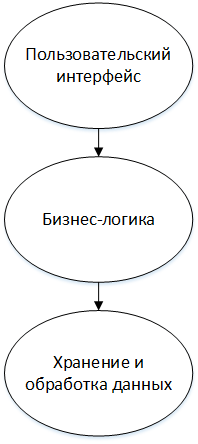 Пользовательский
интерфейс
Бизнес-логика
Хранение и
обработка данных